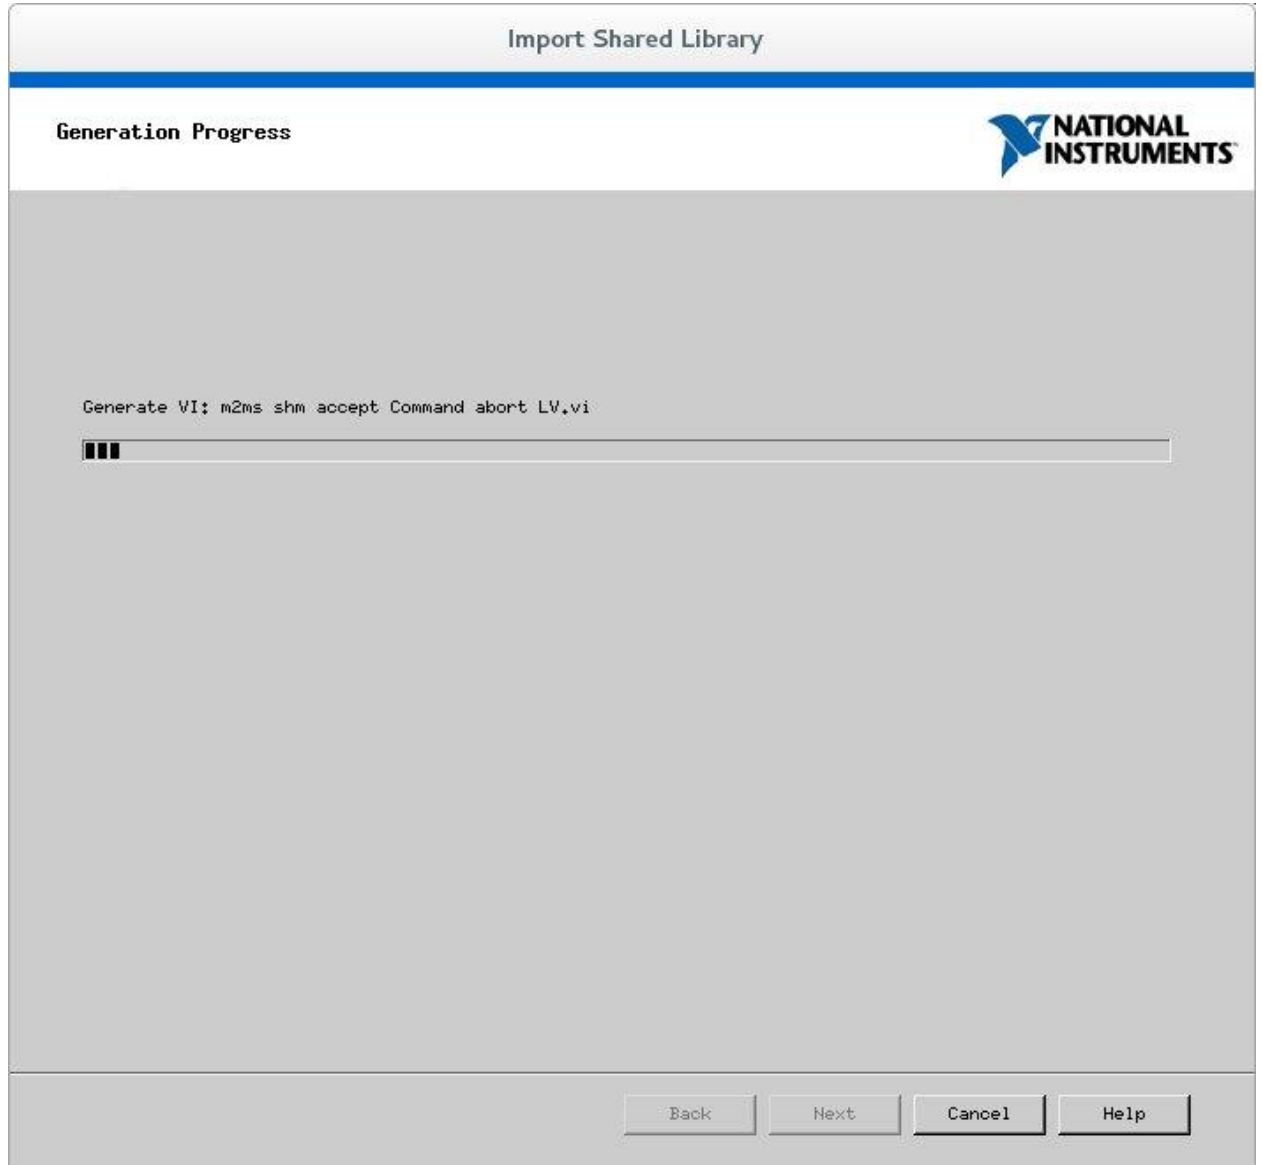 Import Shared Library
Generation Progress
NATIONAL
INSTRUMENTS
Generate VI: m2ms shm accept Command abort LV.vi
Back Next Cancel Help